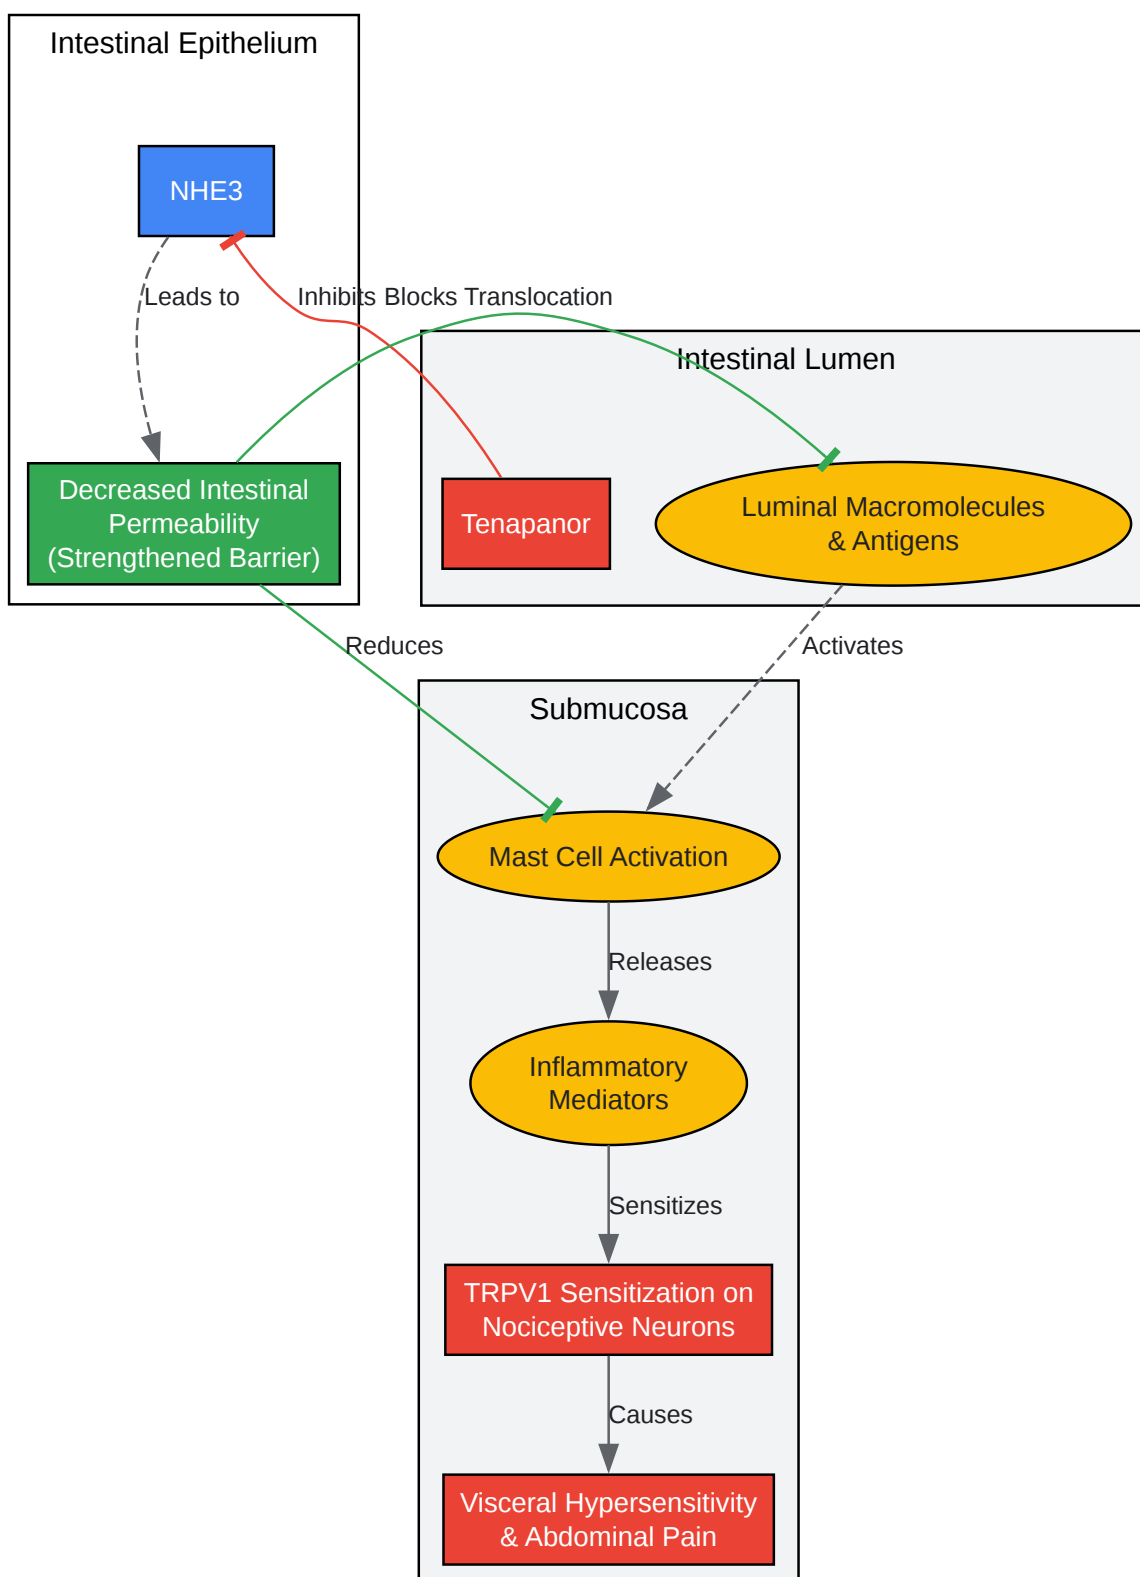 Intestinal Epithelium
NHE3
Leads to
Inhibits
Blocks Translocation
Intestinal Lumen
Decreased Intestinal
Permeability
(Strengthened Barrier)
Tenapanor
Luminal Macromolecules
& Antigens
Reduces
Activates
Submucosa
Mast Cell Activation
Releases
Inflammatory
Mediators
Sensitizes
TRPV1 Sensitization on
Nociceptive Neurons
Causes
Visceral Hypersensitivity
& Abdominal Pain